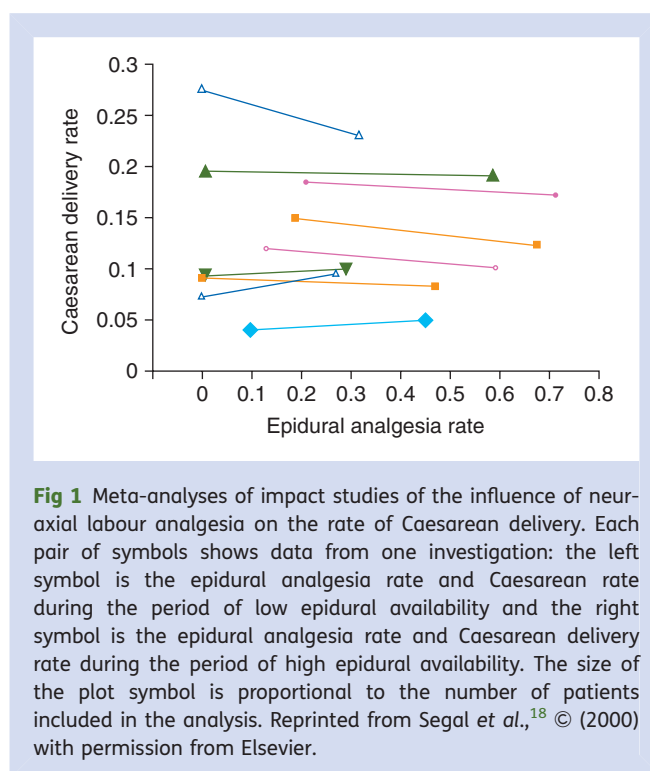 0.3
0.25
0.2
0.15
0.1
0.05
0
Caesarean delivery rate
0 0.1 0.2 0.3 0.4 0.5 0.6 0.7 0.8
Epidural analgesia rate
Fig 1 Meta-analyses of impact studies of the influence of neur-
axial labour analgesia on the rate of Caesarean delivery. Each
pair of symbols shows data from one investigation: the left
symbol is the epidural analgesia rate and Caesarean rate
during the period of low epidural availability and the right
symbol is the epidural analgesia rate and Caesarean delivery
rate during the period of high epidural availability. The size of
the plot symbol is proportional to the number of patients
included in the analysis. Reprinted from Segal et al.,18 © (2000)
with permission from Elsevier.